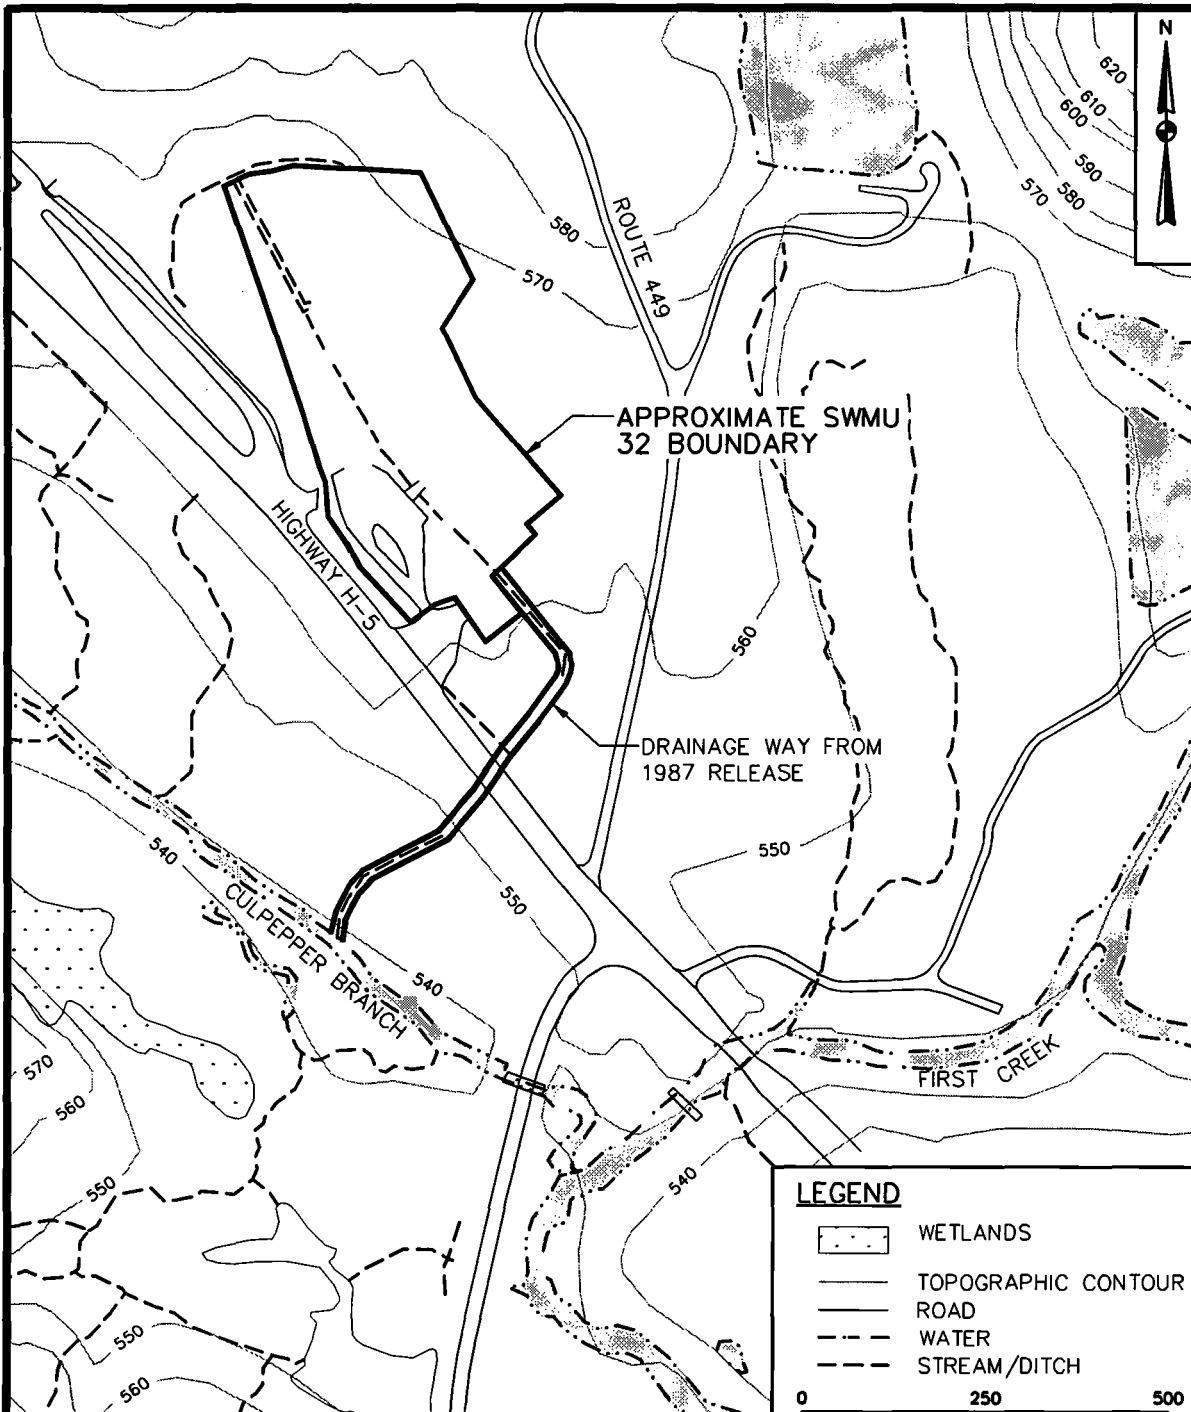 N
620
610
600
590
580
570
580
570
ROUTE 449
APPROXIMATE SWMU
32 BOUNDARY
HIGHWAY H-5
560
DRAINAGE WAY FROM
1987 RELEASE
540
550
550
CULPEPPER BRANCH
540
FIRST CREEK
570
560
550
540
550
560
LEGEND
WETLANDS
TOPOGRAPHIC CONTOUR
ROAD
WATER
STREAM/DITCH
0 250 500